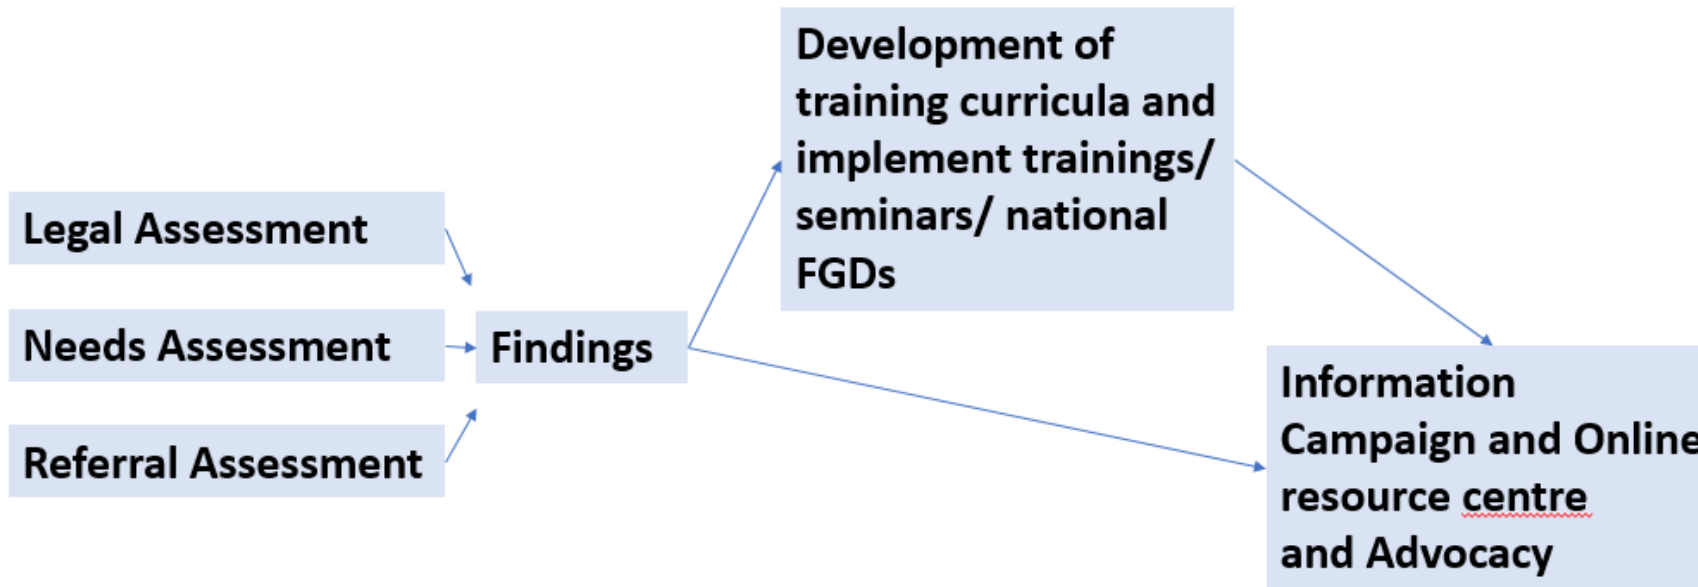 Legal Assessment
Needs Assessment
Referral Assessment
Findings
Development of
training curricula and
implement trainings/
seminars/ national
FGDs
Information
Campaign and Online
resource centre
and Advocacy